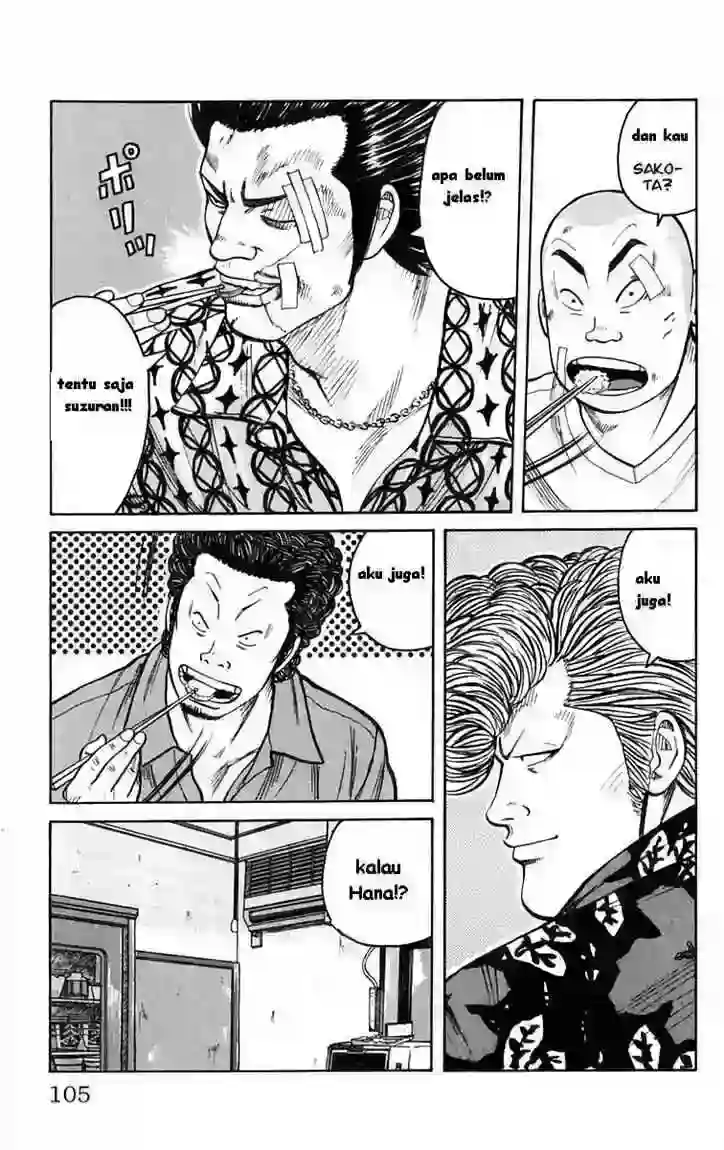 dan kau
SAKO-
TA?
apa belum
jelas!?
ポリッ
tentu saja
suzuran!!!
aku
juga!
aku juga!
kalau
Hana!?
105